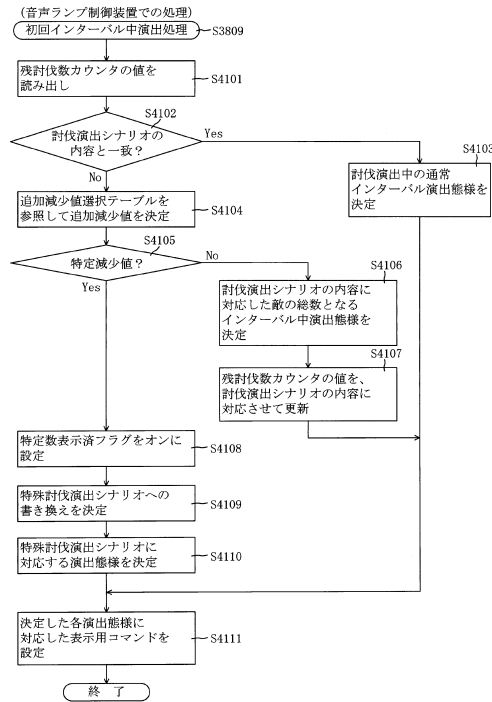 (音声ランプ制御装置での処理)
初回インターバル中演出処理
S3809
残討伐数カウンタの値を
読み出し
S4101
S4102
討伐演出シナリオの
内容と一致?
Yes
No
S4103
討伐演出中の通常
インターバル演出態様を
決定
追加減少値選択テーブルを
参照して追加減少値を決定
S4104
S4105
特定減少値?
No
Yes
S4106
討伐演出シナリオの内容に
対応した敵の総数となる
インターバル中演出態様を
決定
S4107
残討伐数カウンタの値を、
討伐演出シナリオの内容に
対応させて更新
特定数表示済フラグをオンに
設定
S4108
特殊討伐演出シナリオへの
書き換えを決定
S4109
特殊討伐演出シナリオに
対応する演出態様を決定
S4110
決定した各演出態様に
対応した表示用コマンドを
設定
S4111
終 了